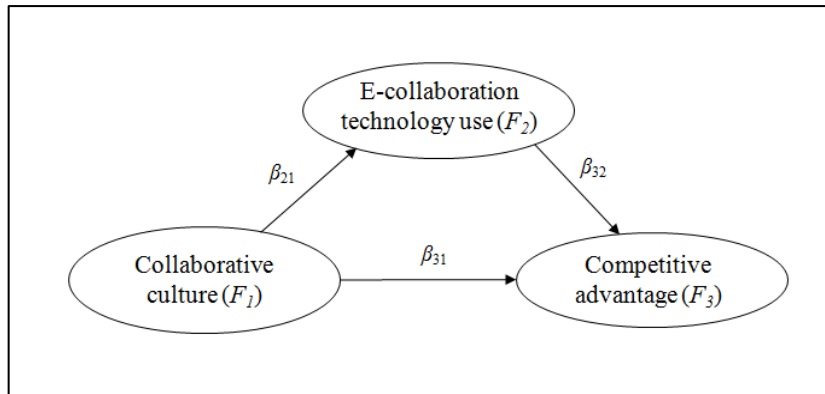 E-collaboration
technology use (F₂)
β₂₁
β₃₂
Collaborative
culture (F₁)
β₃₁
Competitive
advantage (F₃)